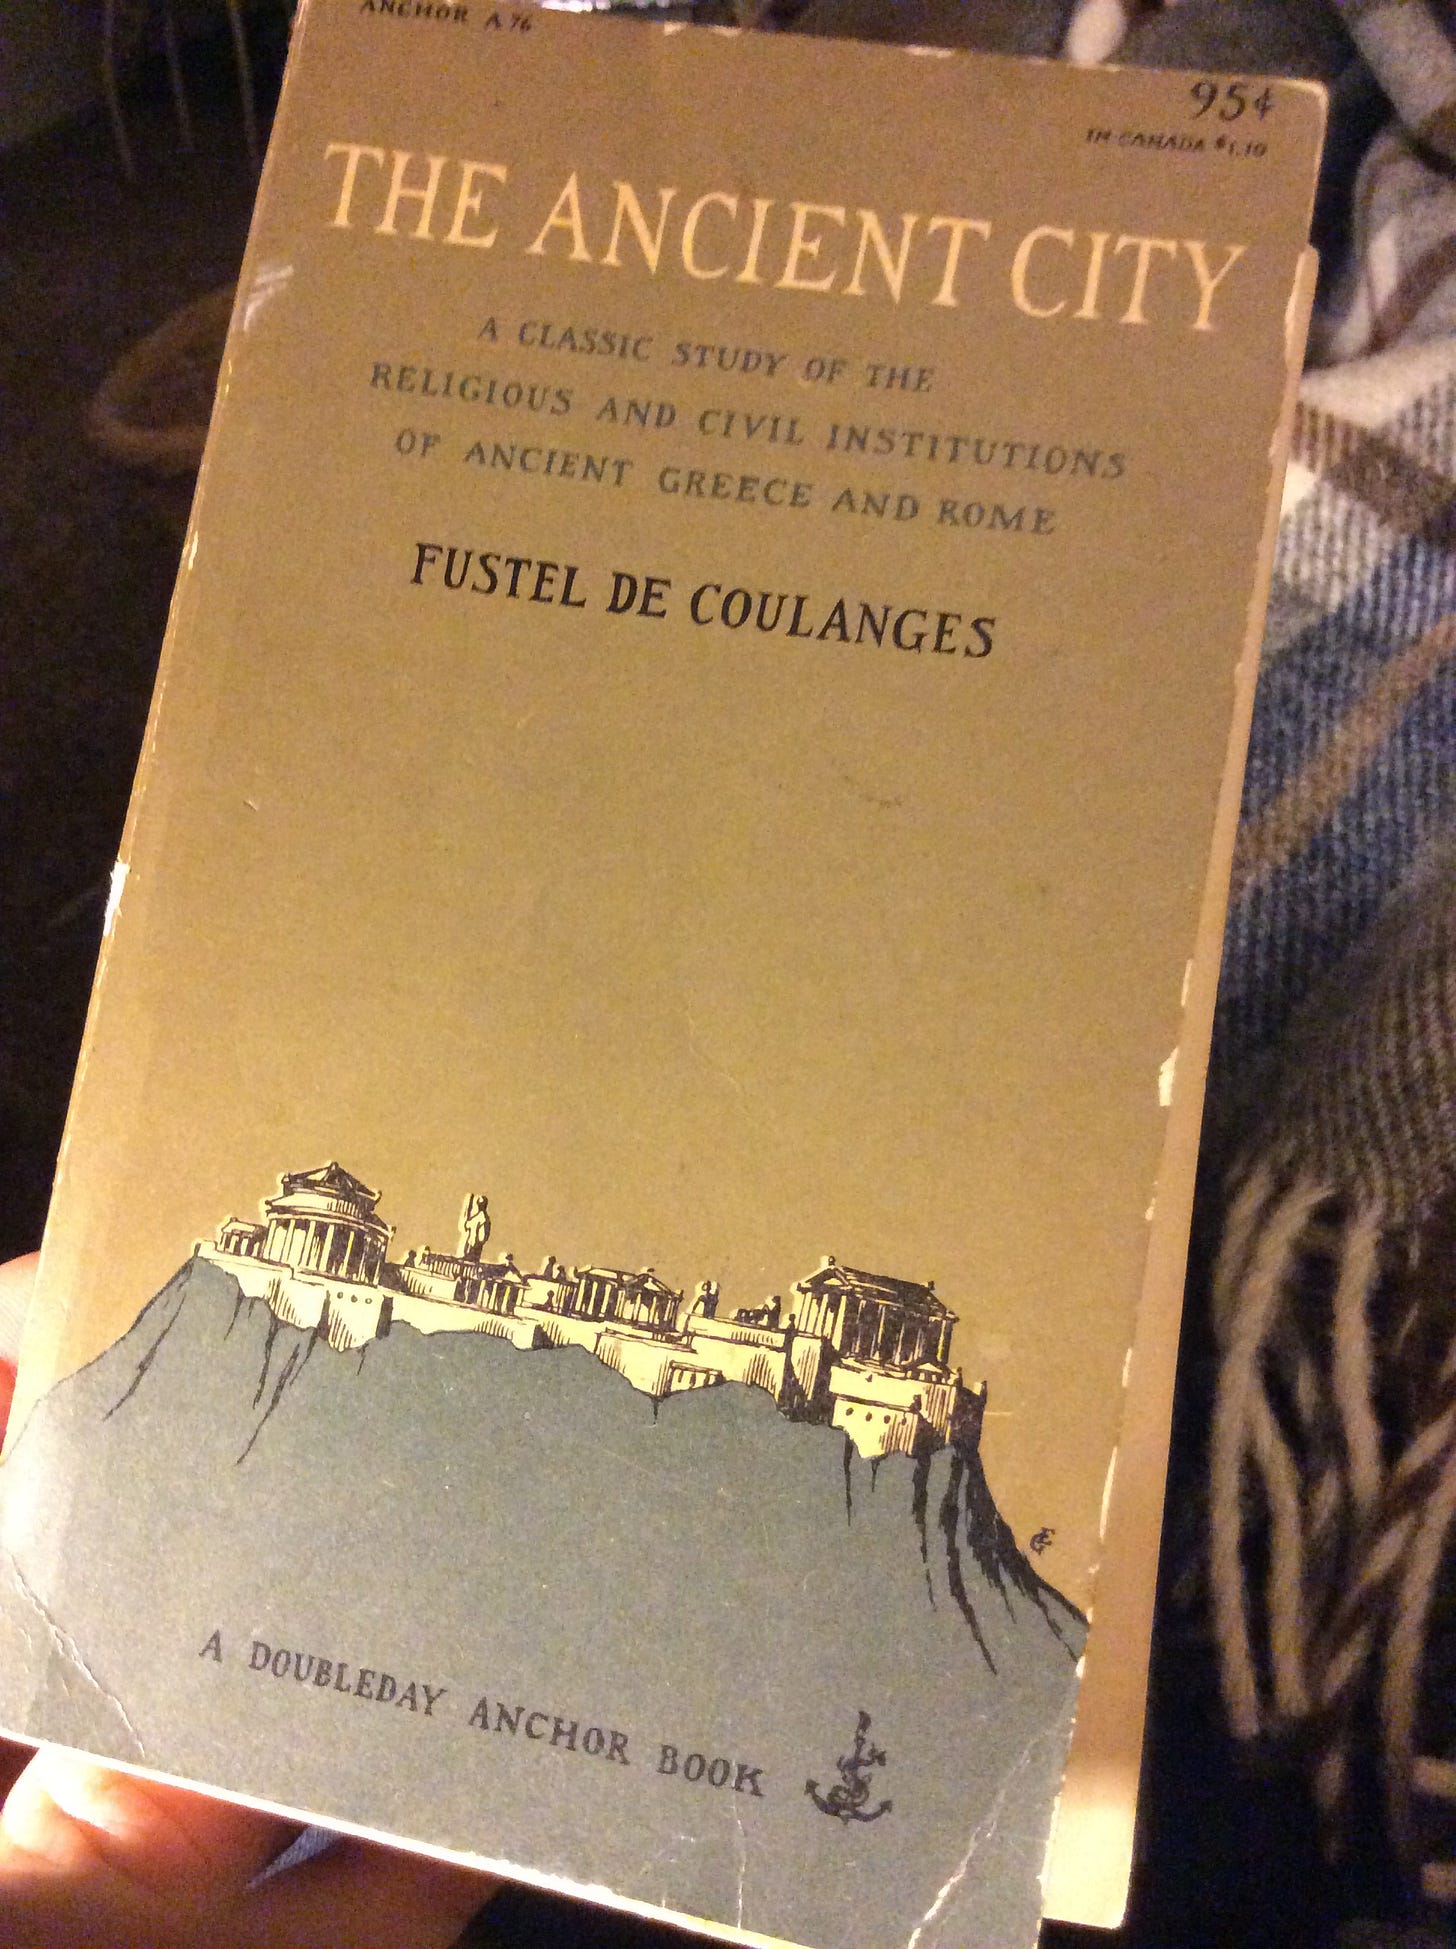 ANCHOR A 76
95¢
IN CANADA $1.10
THE ANCIENT CITY
A CLASSIC STUDY OF THE
RELIGIOUS AND CIVIL INSTITUTIONS
OF ANCIENT GREECE AND ROME
FUSTEL DE COULANGES
A DOUBLEDAY ANCHOR BOOK